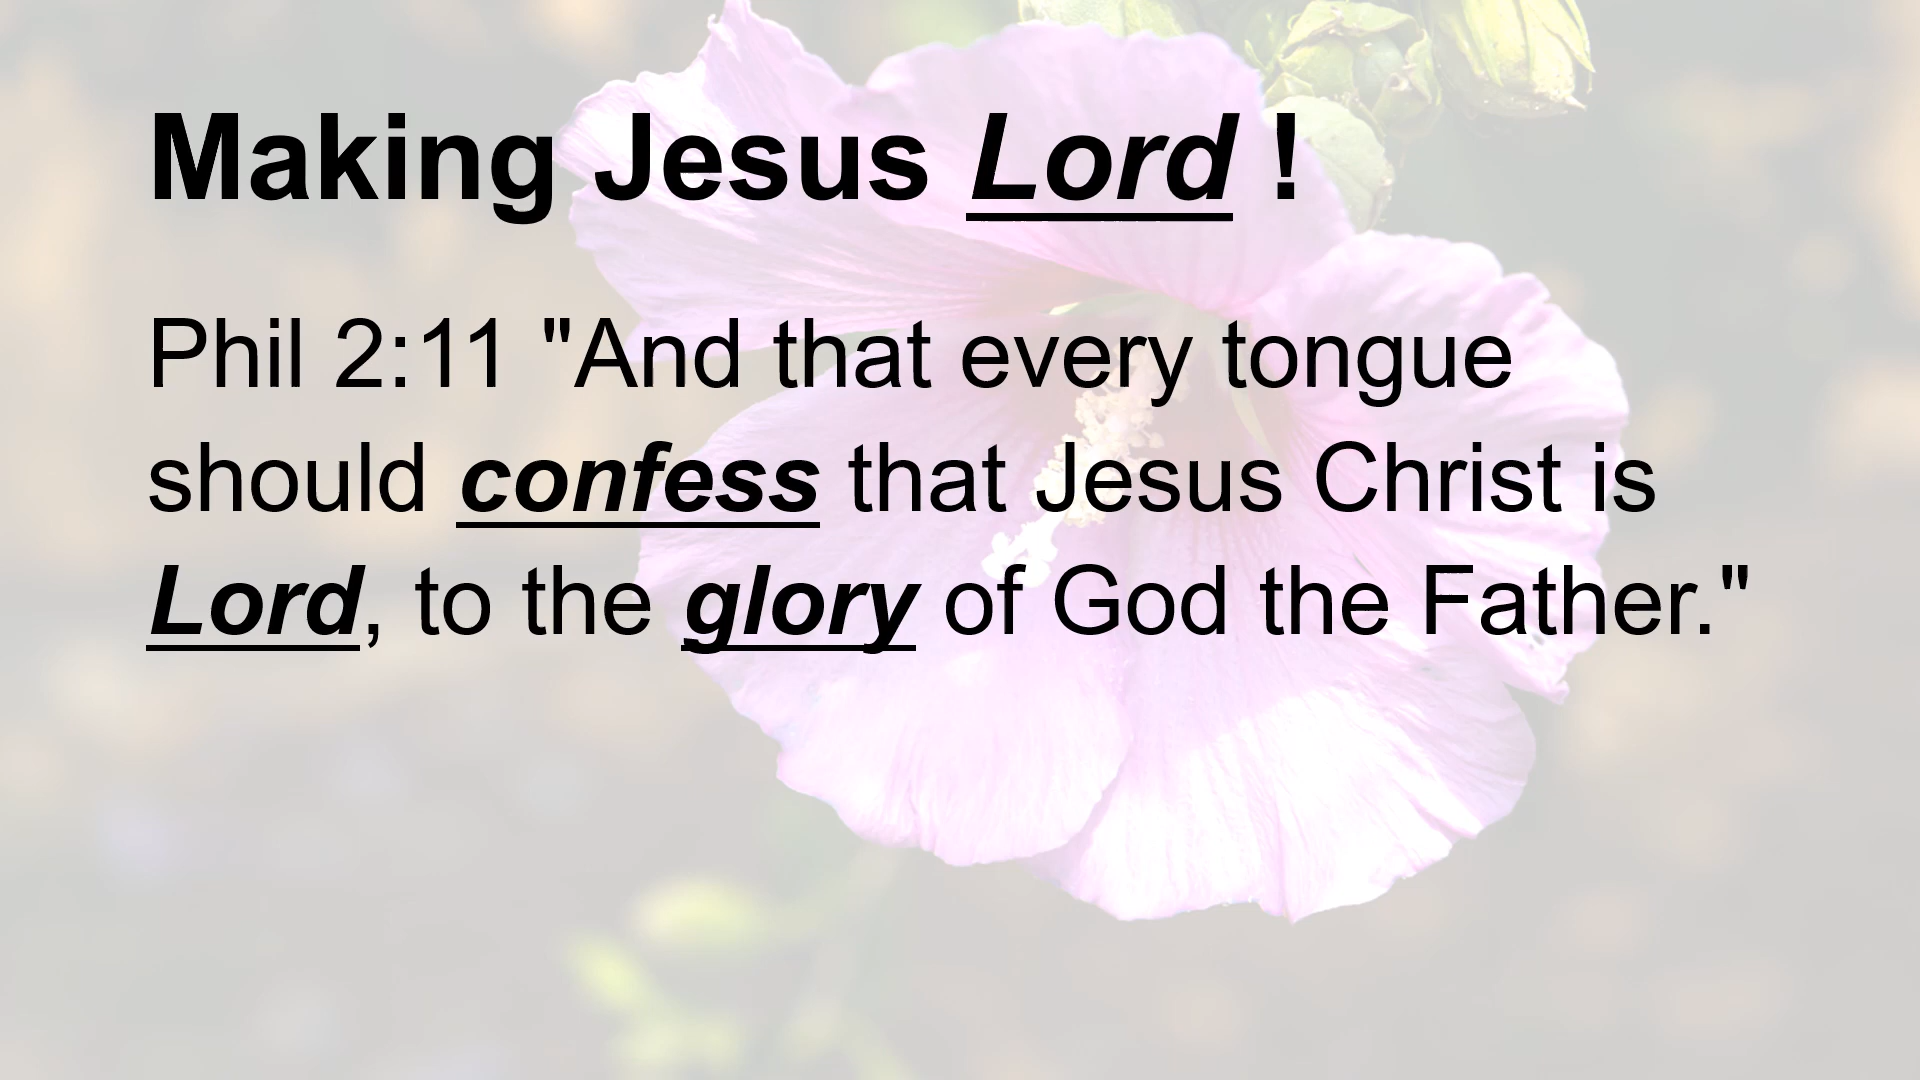 Making Jesus Lord !
Phil 2:11 "And that every tongue
should confess that Jesus Christ is
Lord, to the glory of God the Father."